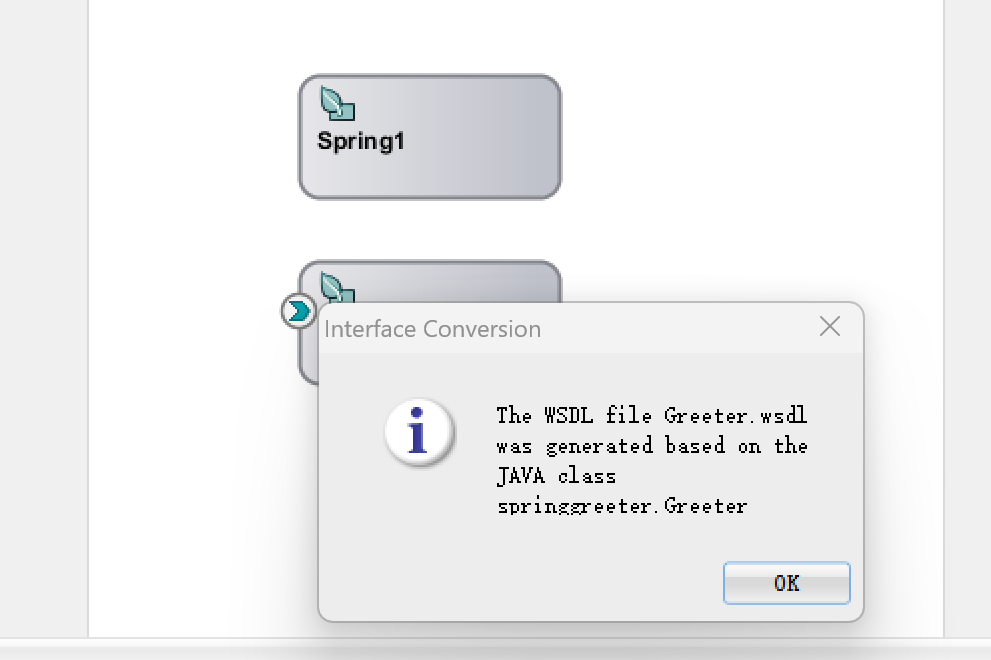 Spring1
Interface Conversion
The WSDL file Greeter.wsdl
was generated based on the
JAVA class
springgreeter.Greeter
OK